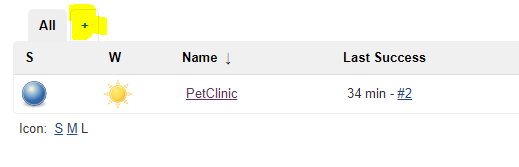 All +
S W Name ↓ Last Success
PetClinic 34 min - #2
Icon: S M L